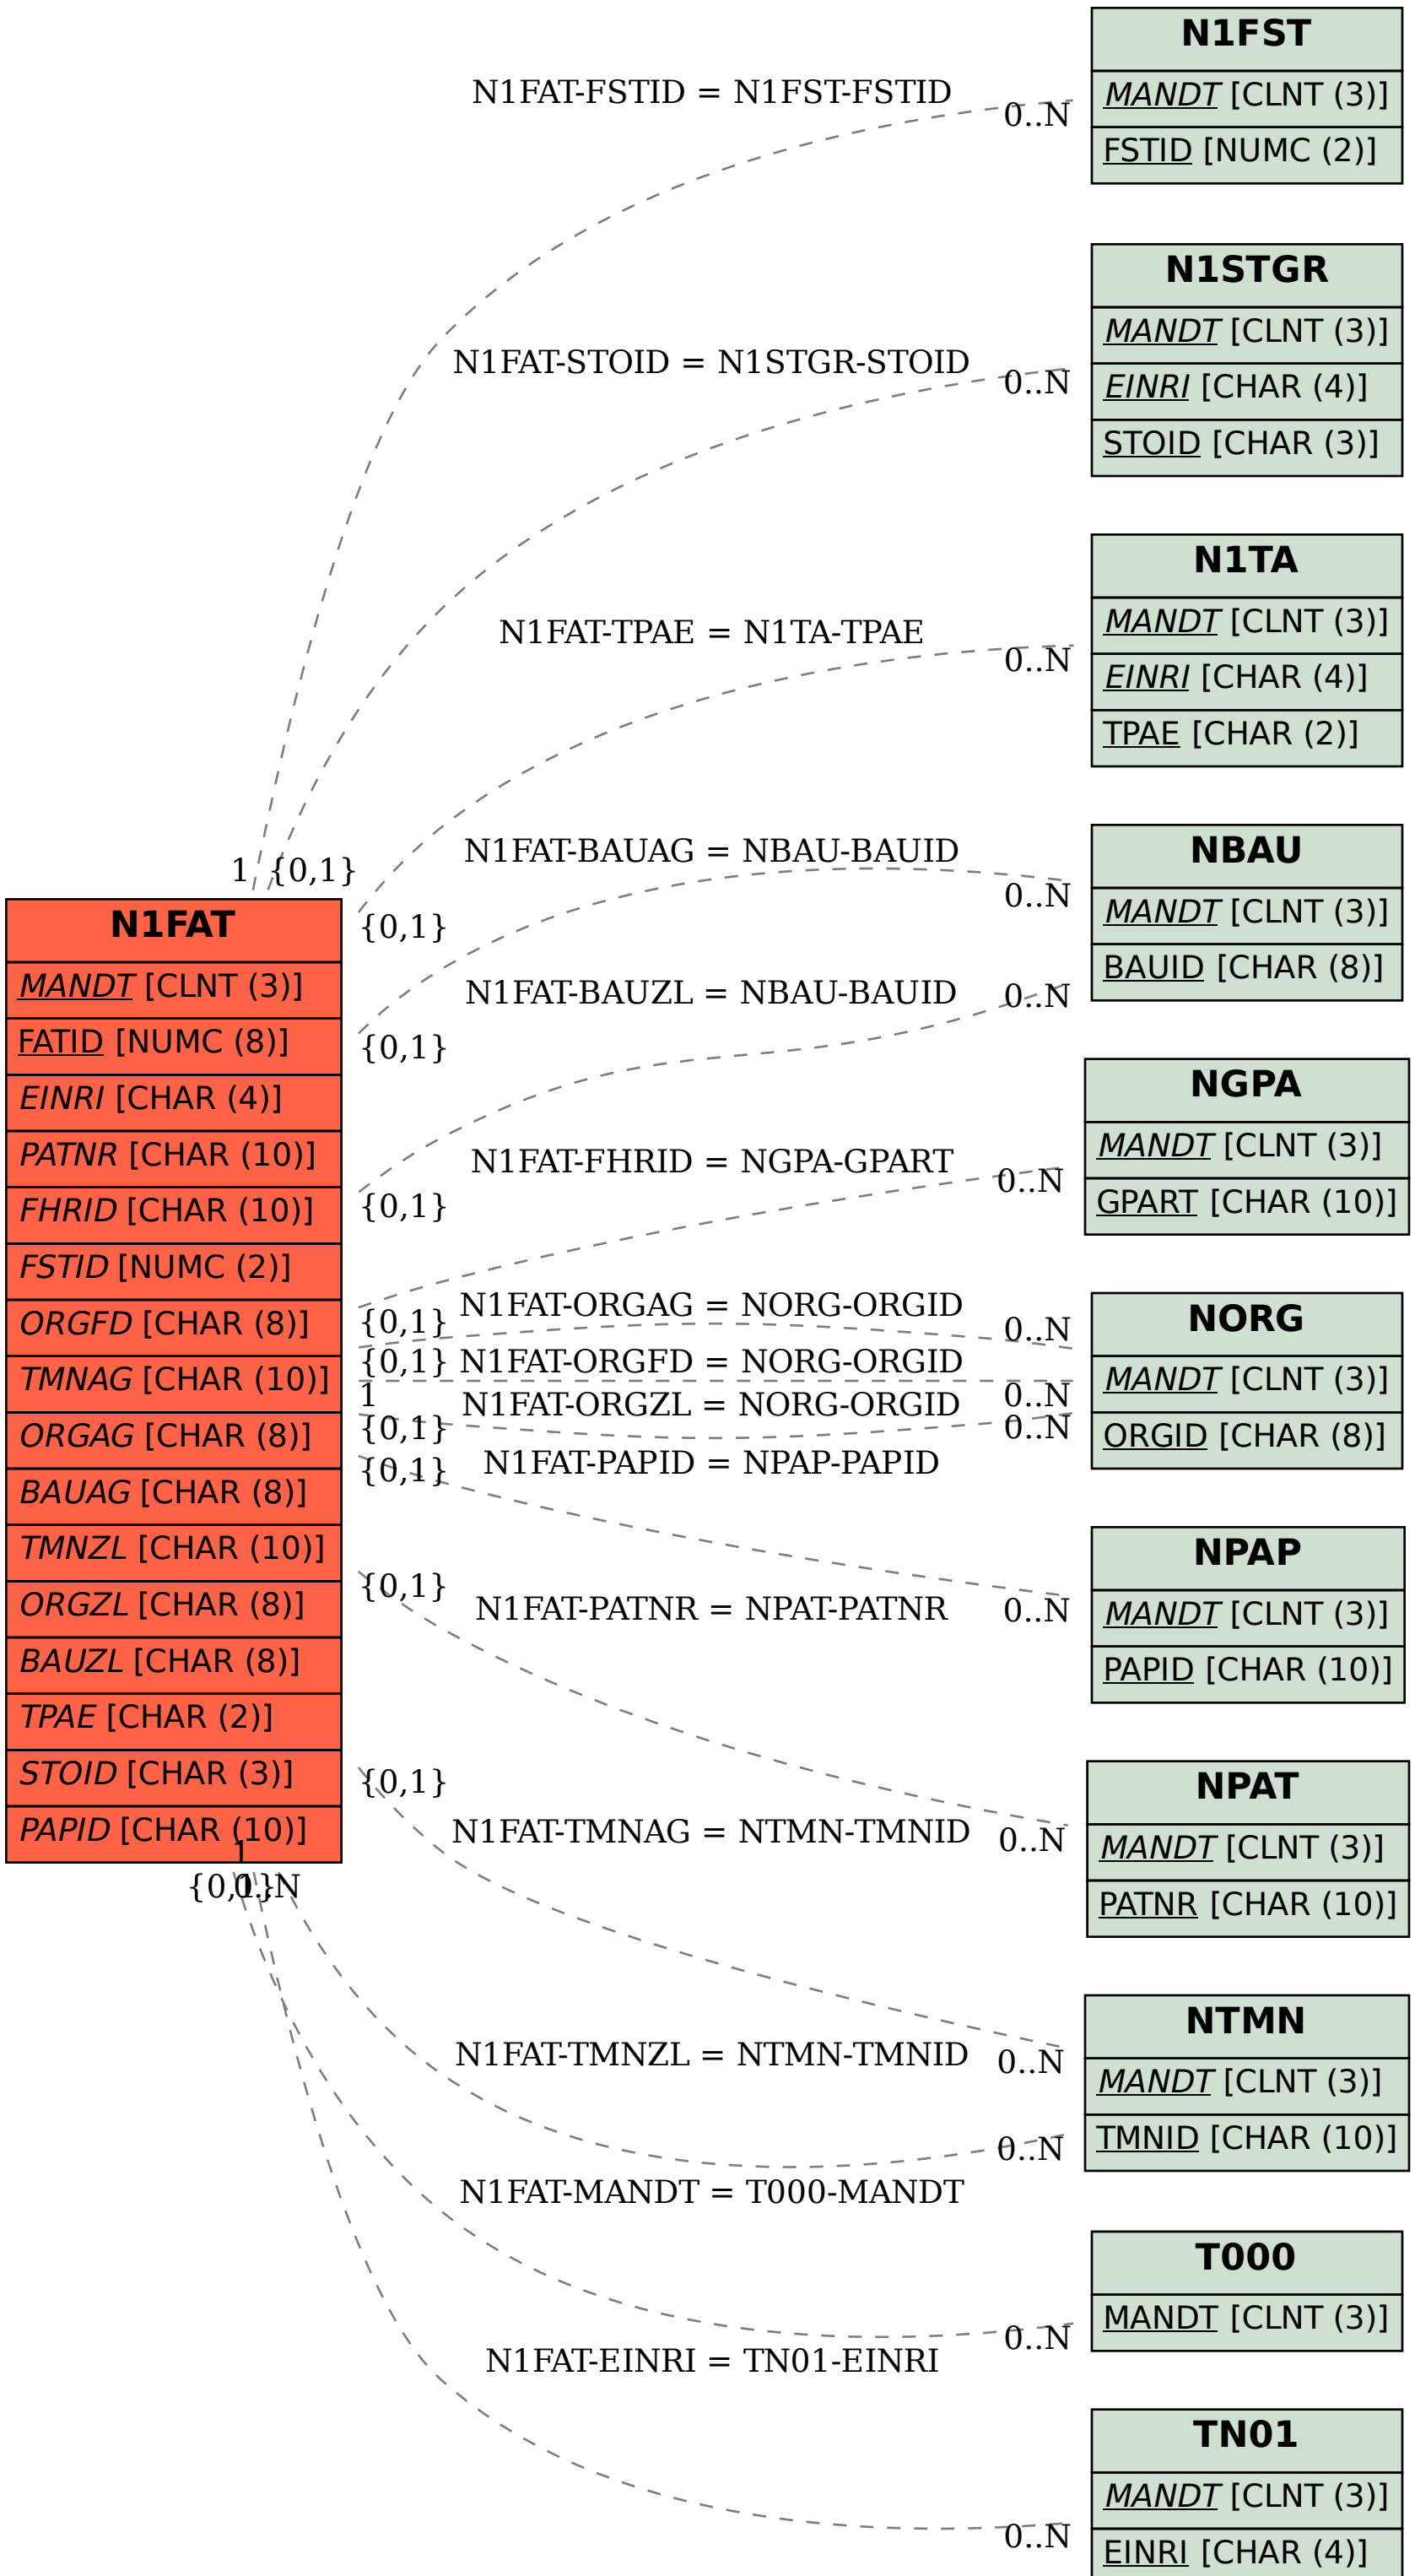 N1FST
MANDT [CLNT (3)]
FSTID [NUMC (2)]
N1FAT-FSTID = N1FST-FSTID
0..N
N1STGR
MANDT [CLNT (3)]
EINRI [CHAR (4)]
STOID [CHAR (3)]
N1FAT-STOID = N1STGR-STOID
0..N
N1TA
MANDT [CLNT (3)]
EINRI [CHAR (4)]
TPAE [CHAR (2)]
N1FAT-TPAE = N1TA-TPAE
0..N
NBAU
MANDT [CLNT (3)]
BAUID [CHAR (8)]
N1FAT-BAUAG = NBAU-BAUID
0..N
N1FAT-BAUZL = NBAU-BAUID
0..N
1
{0,1}
{0,1}
{0,1}
{0,1}
N1FAT
MANDT [CLNT (3)]
FATID [NUMC (8)]
EINRI [CHAR (4)]
PATNR [CHAR (10)]
FHRID [CHAR (10)]
FSTID [NUMC (2)]
ORGFD [CHAR (8)]
TMNAG [CHAR (10)]
ORGAG [CHAR (8)]
BAUAG [CHAR (8)]
TMNZL [CHAR (10)]
ORGZL [CHAR (8)]
BAUZL [CHAR (8)]
TPAE [CHAR (2)]
STOID [CHAR (3)]
PAPID [CHAR (10)]
NGPA
MANDT [CLNT (3)]
GPART [CHAR (10)]
N1FAT-FHRID = NGPA-GPART
0..N
{0,1}
N1FAT-ORGAG = NORG-ORGID
0..N
{0,1}
N1FAT-ORGFD = NORG-ORGID
0..N
1
N1FAT-ORGZL = NORG-ORGID
0..N
{0,1}
NORG
MANDT [CLNT (3)]
ORGID [CHAR (8)]
{0,1}
N1FAT-PAPID = NPAP-PAPID
0..N
NPAP
MANDT [CLNT (3)]
PAPID [CHAR (10)]
{0,1}
N1FAT-PATNR = NPAT-PATNR
0..N
NPAT
MANDT [CLNT (3)]
PATNR [CHAR (10)]
{0,1}
N1FAT-TMNAG = NTMN-TMNID
0..N
NTMN
MANDT [CLNT (3)]
TMNID [CHAR (10)]
{0,1}
0..N
1
N1FAT-TMNZL = NTMN-TMNID
0..N
N1FAT-MANDT = T000-MANDT
0..N
T000
MANDT [CLNT (3)]
N1FAT-EINRI = TN01-EINRI
0..N
TN01
MANDT [CLNT (3)]
EINRI [CHAR (4)]